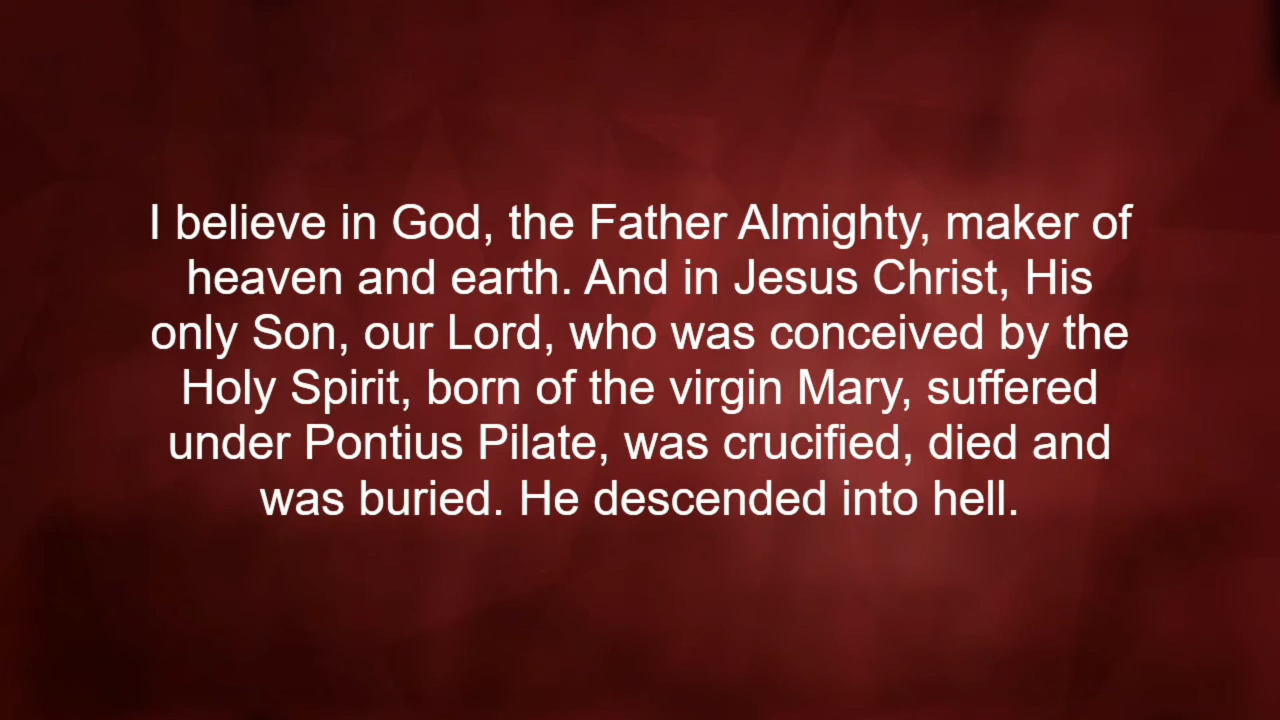 I believe in God, the Father Almighty, maker of
heaven and earth. And in Jesus Christ, His
only Son, our Lord, who was conceived by the
Holy Spirit, born of the virgin Mary, suffered
under Pontius Pilate, was crucified, died and
was buried. He descended into hell.